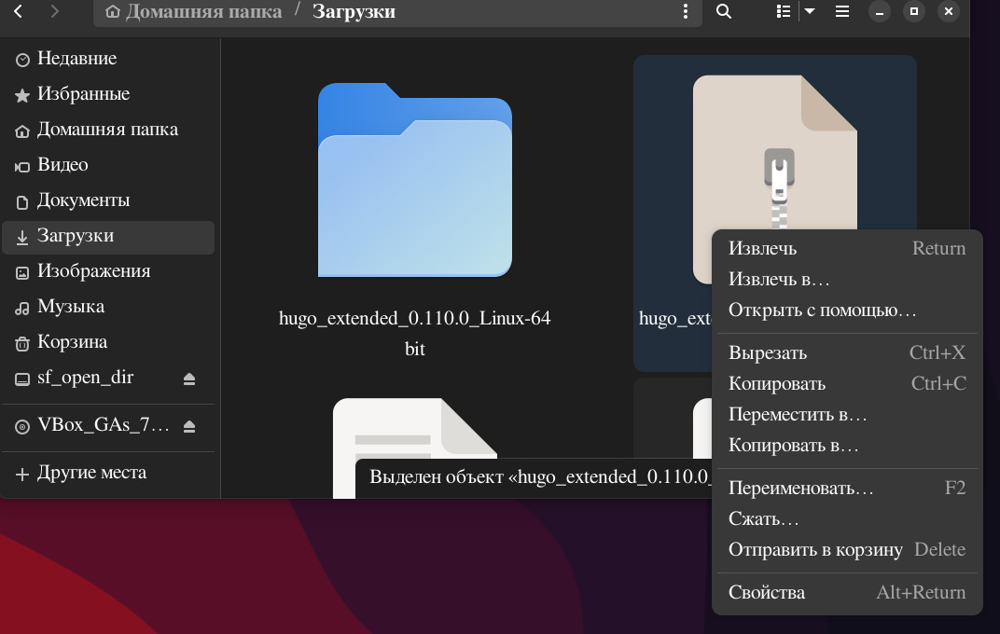 Домашняя папка / Загрузки
Недавние
Избранные
Домашняя папка
Видео
Документы
Загрузки
Изображения
Музыка
Корзина
sf_open_dir
VBox_GAs_7…
Другие места
hugo_extended_0.110.0_Linux-64
bit
hugo_ext
Выделен объект «hugo_extended_0.110.0_
Извлечь Return
Извлечь в…
Открыть с помощью…
Вырезать Ctrl+X
Копировать Ctrl+C
Переместить в…
Копировать в…
Переименовать… F2
Сжать…
Отправить в корзину Delete
Свойства Alt+Return